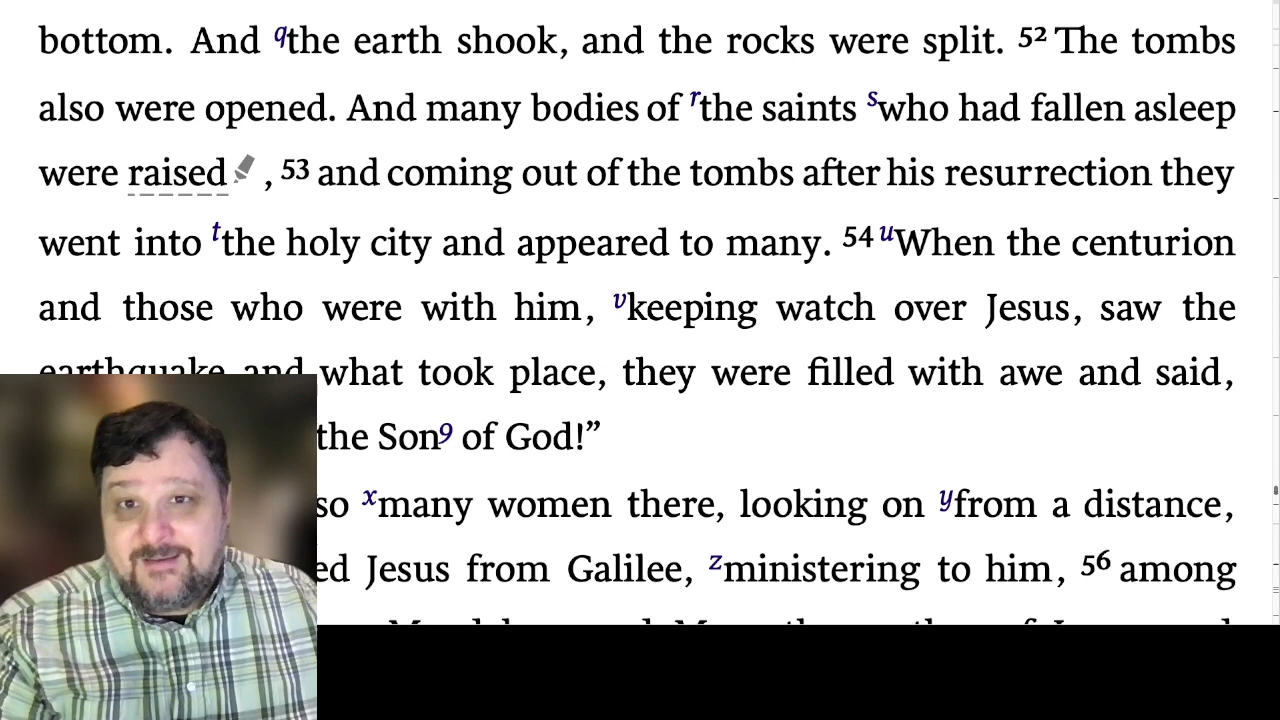 bottom. And qthe earth shook, and the rocks were split. 52 The tombs
also were opened. And many bodies of rthe saints swho had fallen asleep
were raised , 53 and coming out of the tombs after his resurrection they
went into tthe holy city and appeared to many. 54 uWhen the centurion
and those who were with him, vkeeping watch over Jesus, saw the
earthquake and what took place, they were filled with awe and said,
the Son9 of God!”
so xmany women there, looking on yfrom a distance,
ed Jesus from Galilee, zministering to him, 56 among